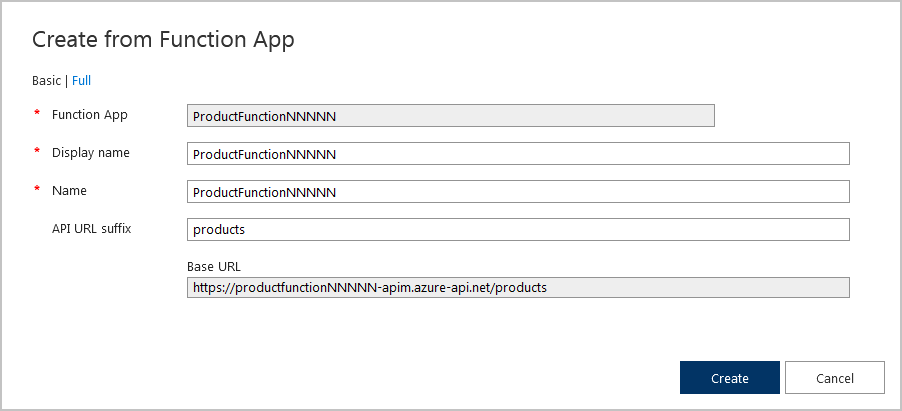 Create from Function App
Basic | Full
* Function App ProductFunctionNNNNN
* Display name ProductFunctionNNNNN
* Name ProductFunctionNNNNN
API URL suffix products
Base URL
https://productfunctionNNNNN-apim.azure-api.net/products
Create Cancel